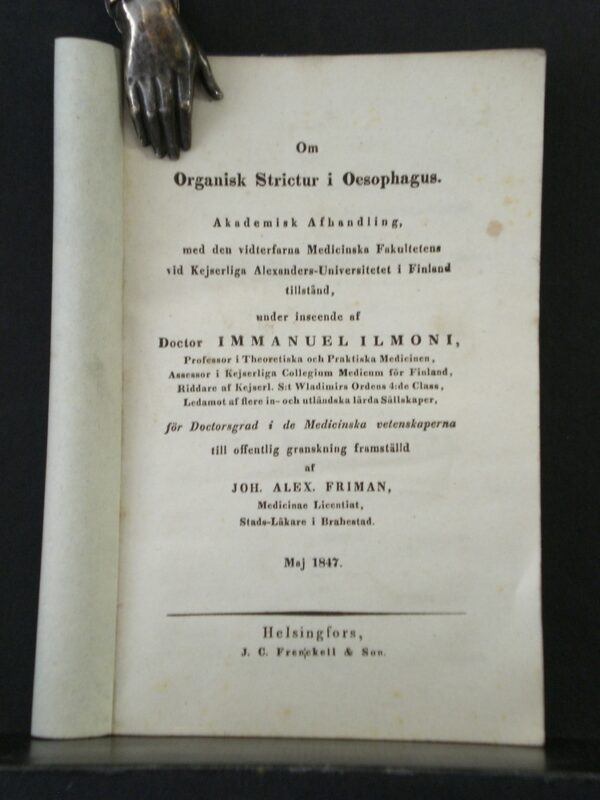 Om
Organisk Strictur i Oesophagus.
Akademisk Afhandling,
med den vidterfarna Medicinska Fakultetens
vid Kejserliga Alexanders-Universitetet i Finland
tillstånd,
under inseende af
Doctor IMMANUEL ILMONI,
Professor i Theoretiska och Praktiska Medicinen,
Assessor i Kejserliga Collegium Medicum för Finland,
Riddare af Kejserl. S:t Wladimirs Ordens 4:de Class,
Ledamot af flere in- och utländska lärda Sällskaper,
för Doctorsgrad i de Medicinska vetenskaperna
till offentlig granskning framställd
af
JOH. ALEX. FRIMAN,
Medicinae Licentiat,
Stads-Läkare i Brahestad.
Maj 1847.
Helsingfors,
J. C. Frenckell & Son.